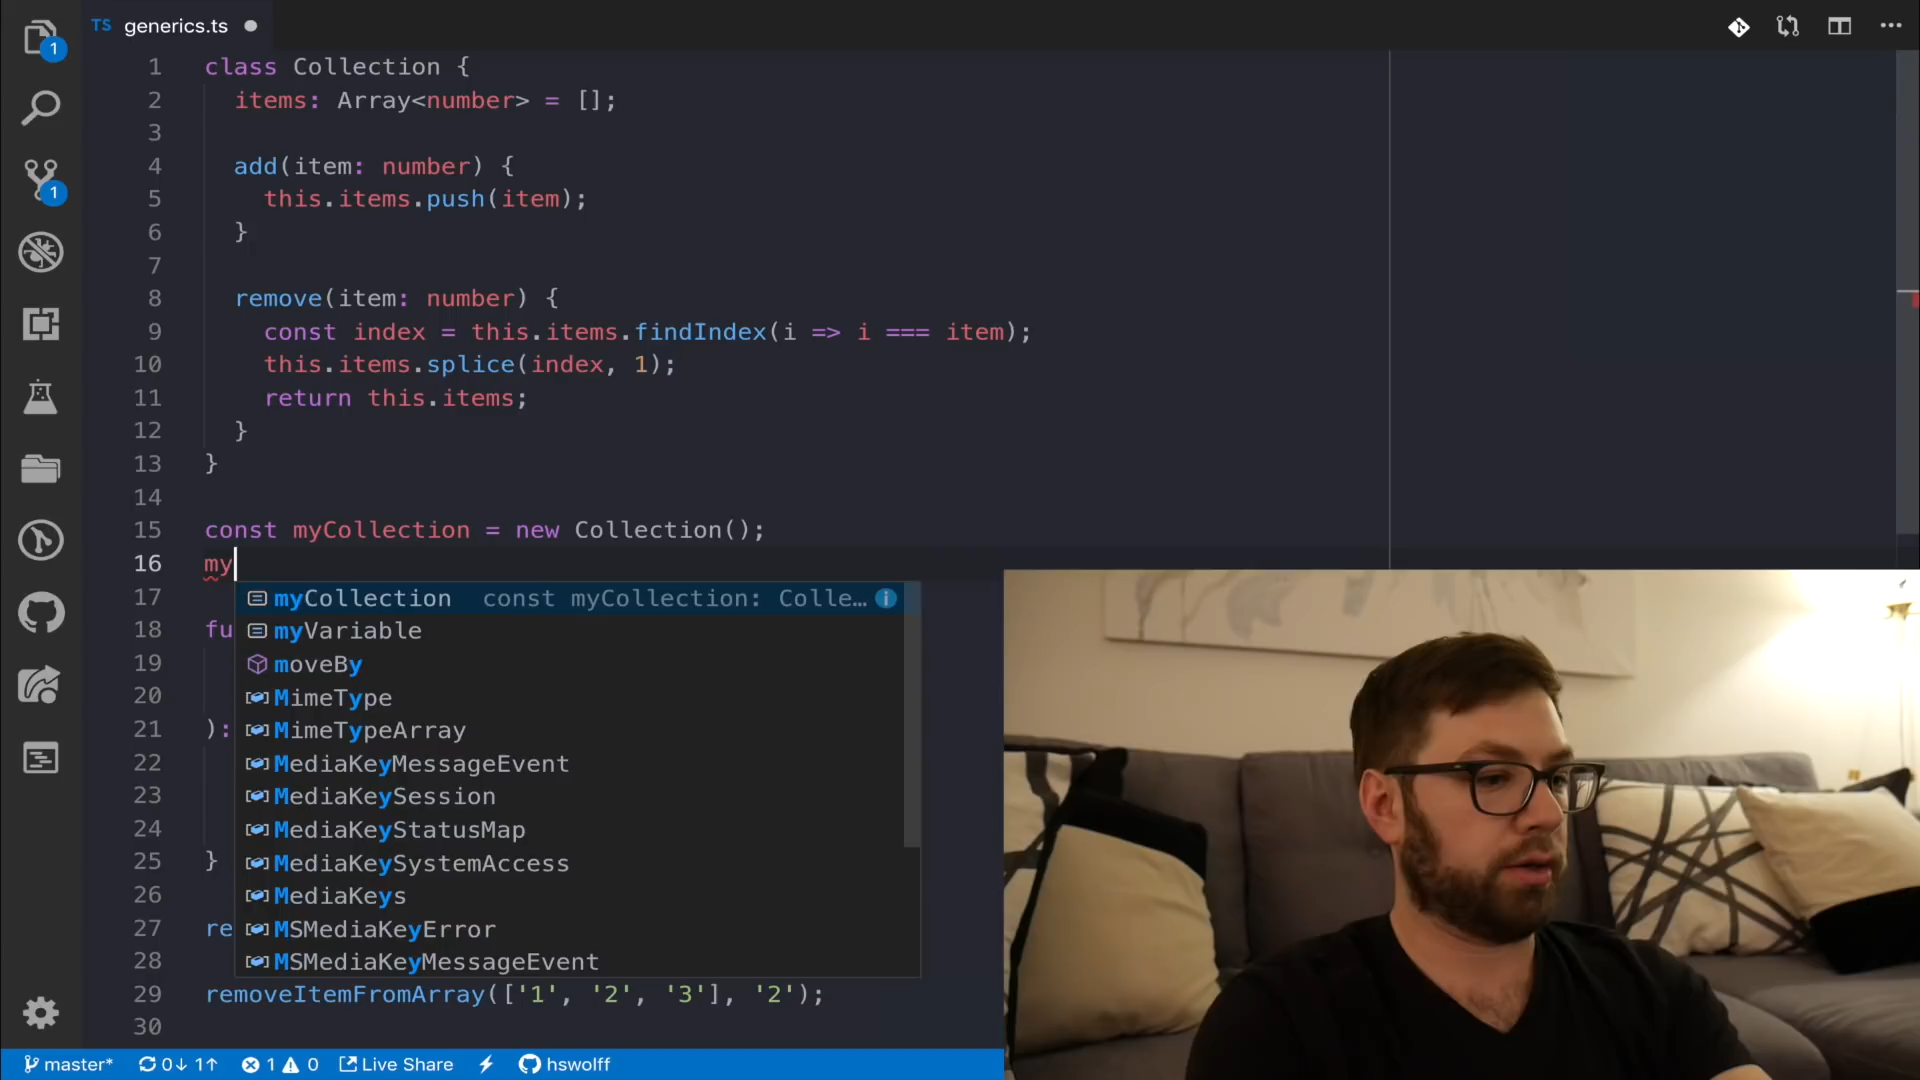 TS generics.ts
1 class Collection {
2 items: Array<number> = [];
3
4 add(item: number) {
5 this.items.push(item);
6 }
7
8 remove(item: number) {
9 const index = this.items.findIndex(i => i === item);
10 this.items.splice(index, 1);
11 return this.items;
12 }
13 }
14
15 const myCollection = new Collection();
16 my
17 myCollection const myCollection: Colle…
18 fu myVariable
19 moveBy
20 MimeType
21 ): MimeTypeArray
22 MediaKeyMessageEvent
23 MediaKeySession
24 MediaKeyStatusMap
25 } MediaKeySystemAccess
26 MediaKeys
27 re MSMediaKeyError
28 MSMediaKeyMessageEvent
29 removeItemFromArray(['1', '2', '3'], '2');
30
1
1
master* 0↓ 1↑ 1 0 Live Share hswolff